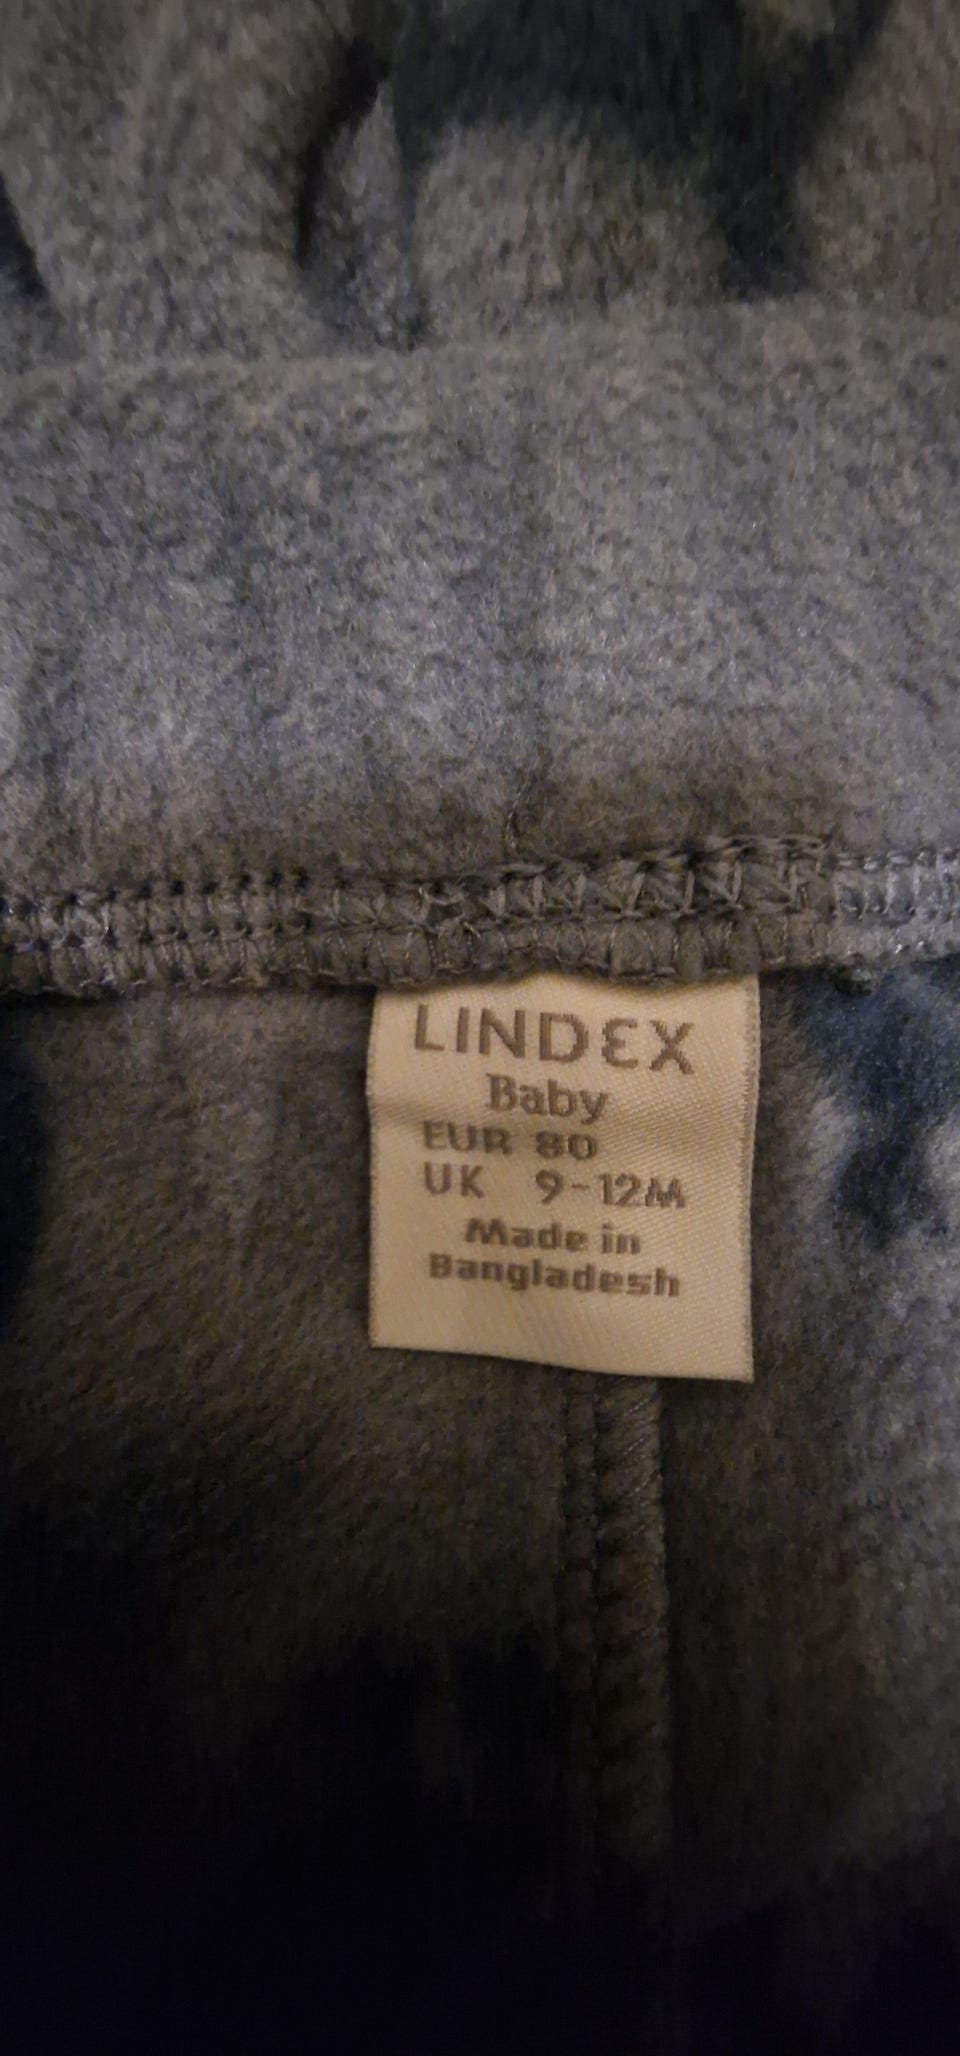 LINDEX
Baby
EUR 80
UK 9-12M
Made in
Bangladesh